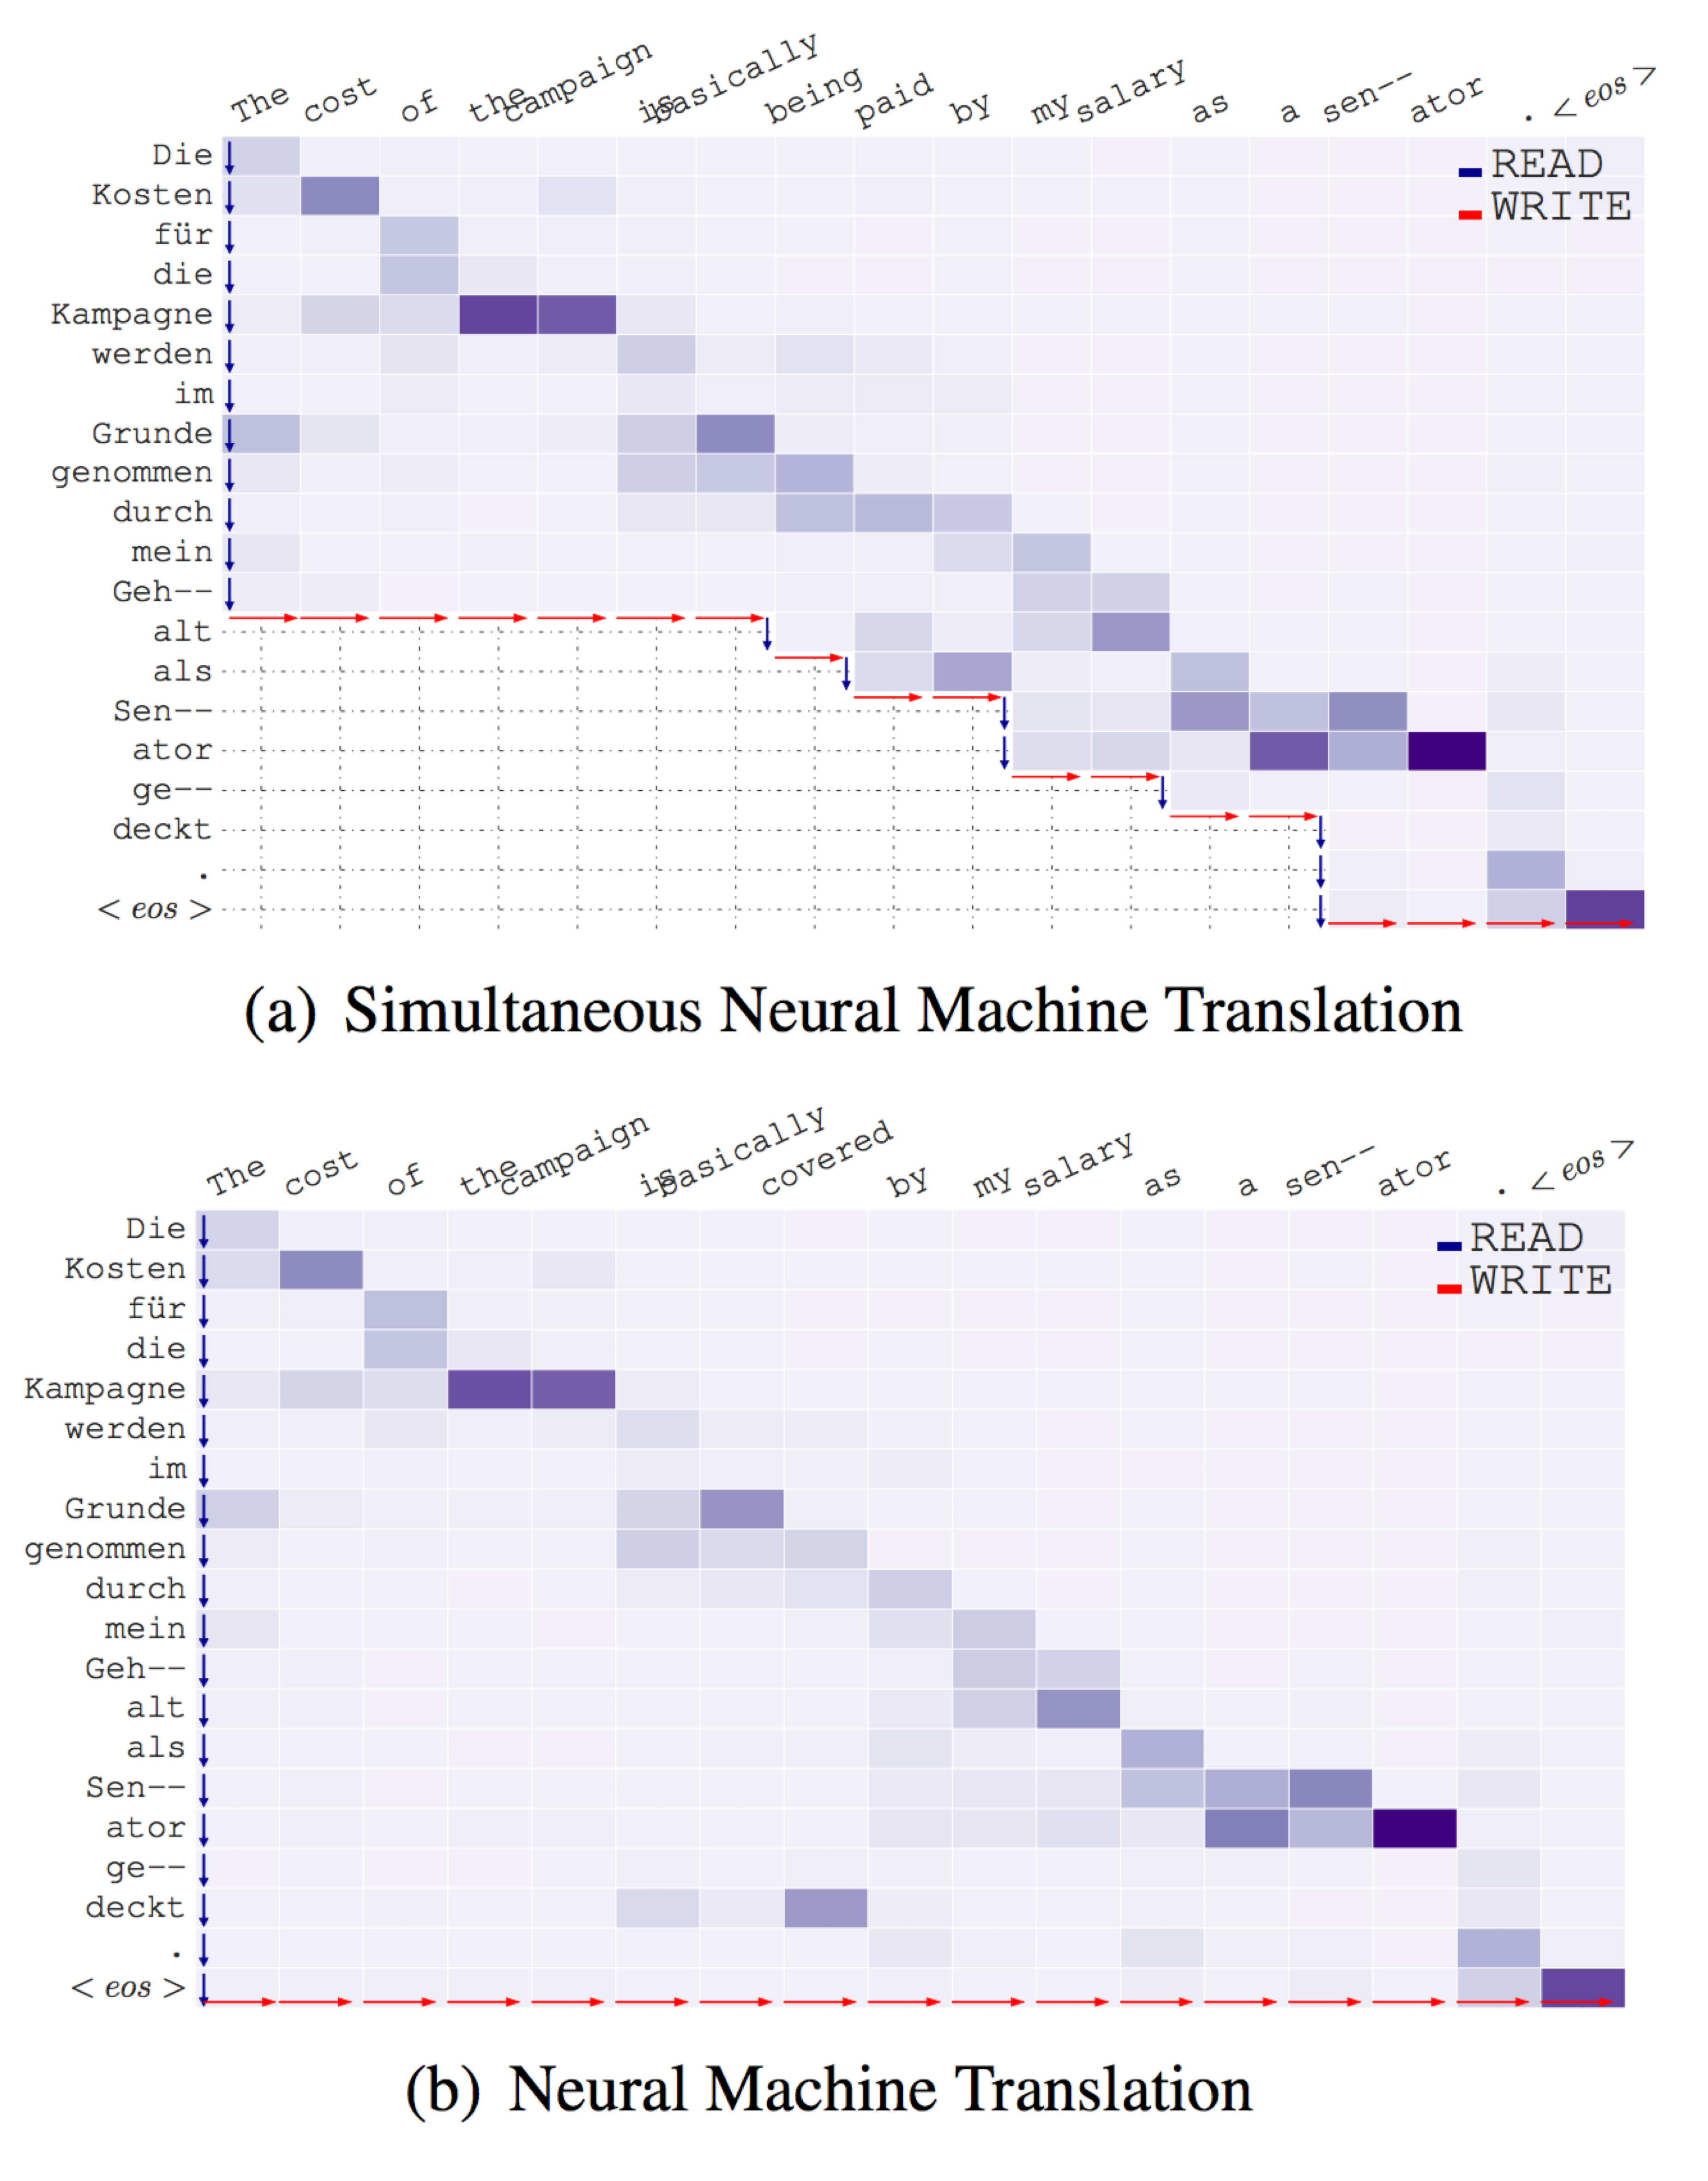 The cost of the campaign is basically being paid by my salary as a sen-- ator . < eos >
READ
WRITE
Die
Kosten
für
die
Kampagne
werden
im
Grunde
genommen
durch
mein
Geh--
alt
als
Sen--
ator
ge--
deckt
.
< eos >
(a) Simultaneous Neural Machine Translation
The cost of the campaign is basically covered by my salary as a sen-- ator . < eos >
READ
WRITE
Die
Kosten
für
die
Kampagne
werden
im
Grunde
genommen
durch
mein
Geh--
alt
als
Sen--
ator
ge--
deckt
.
< eos >
(b) Neural Machine Translation